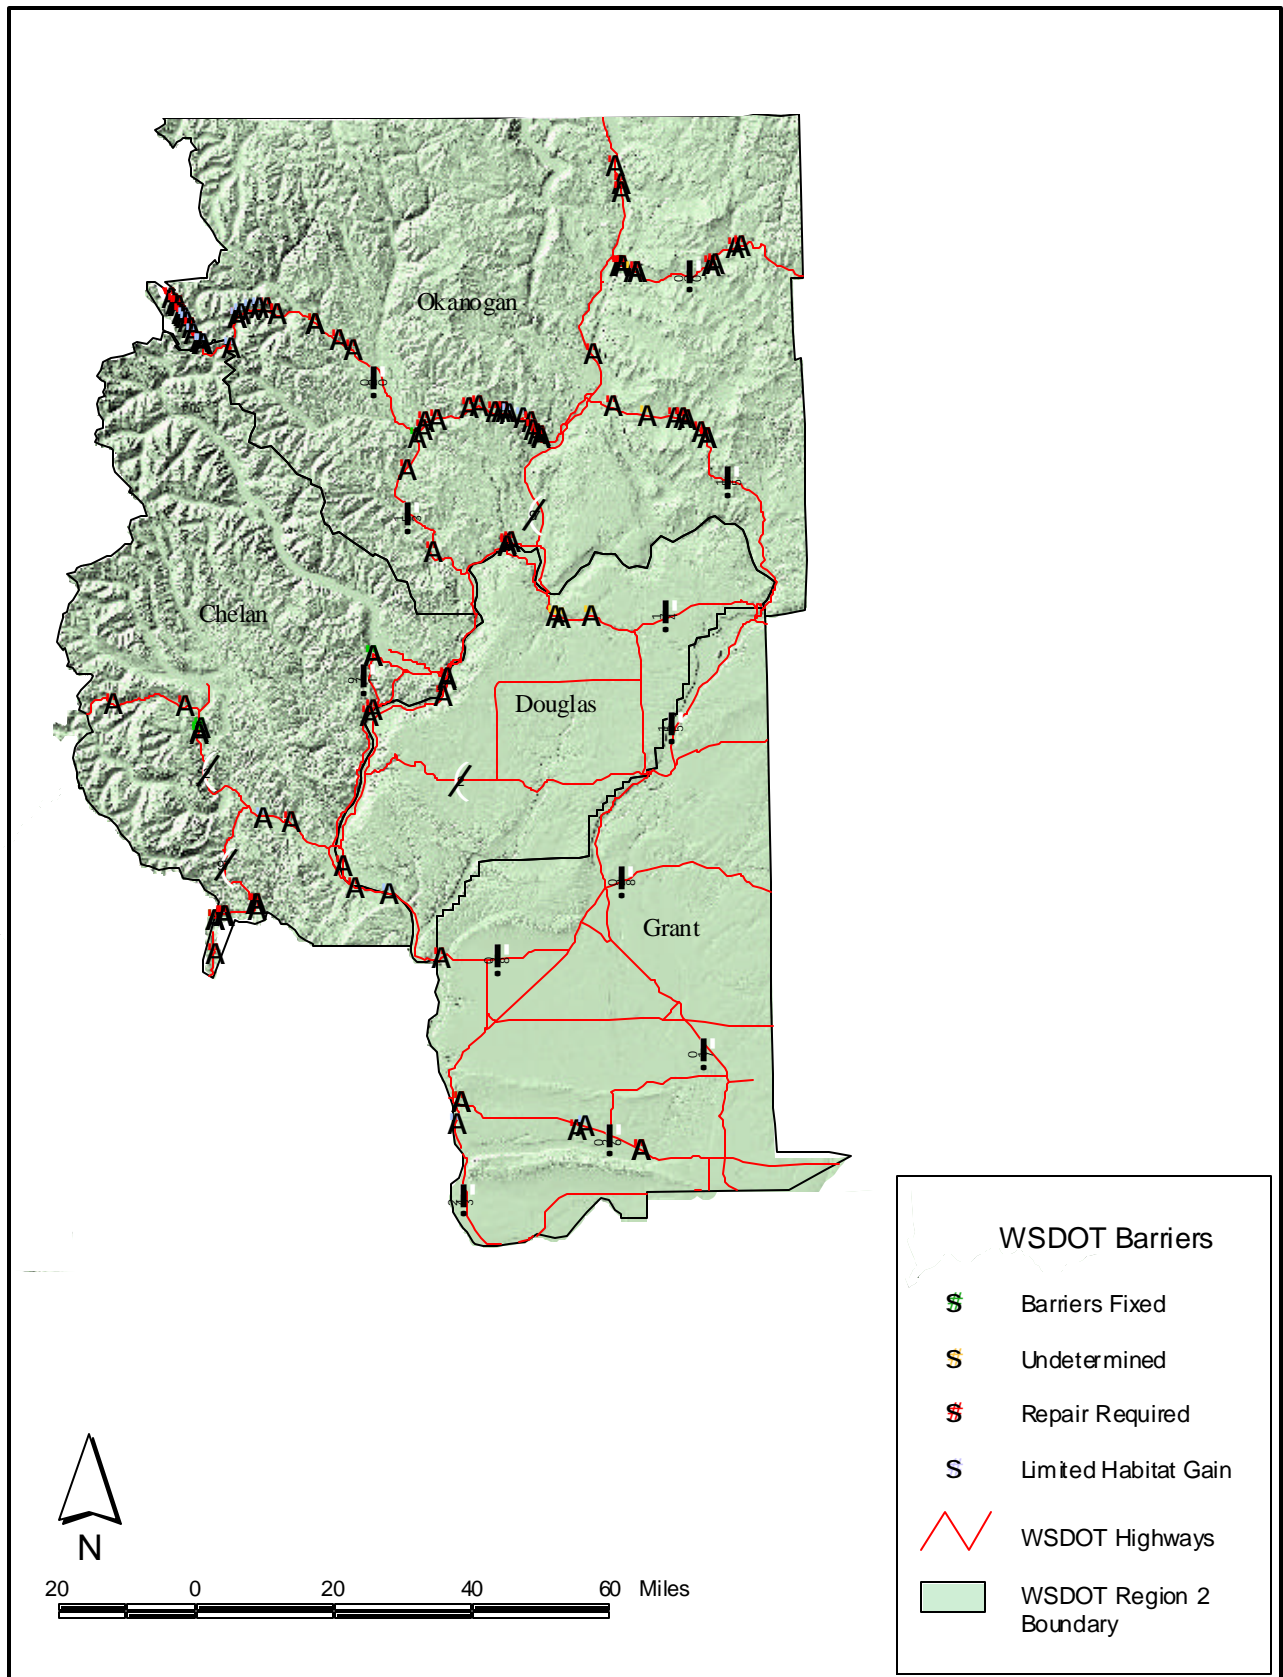 Okanogan
Chelan
Douglas
Grant
WSDOT Barriers
S Barriers Fixed
S Undetermined
S Repair Required
S Limited Habitat Gain
WSDOT Highways
WSDOT Region 2
Boundary
N
20 0 20 40 60 Miles